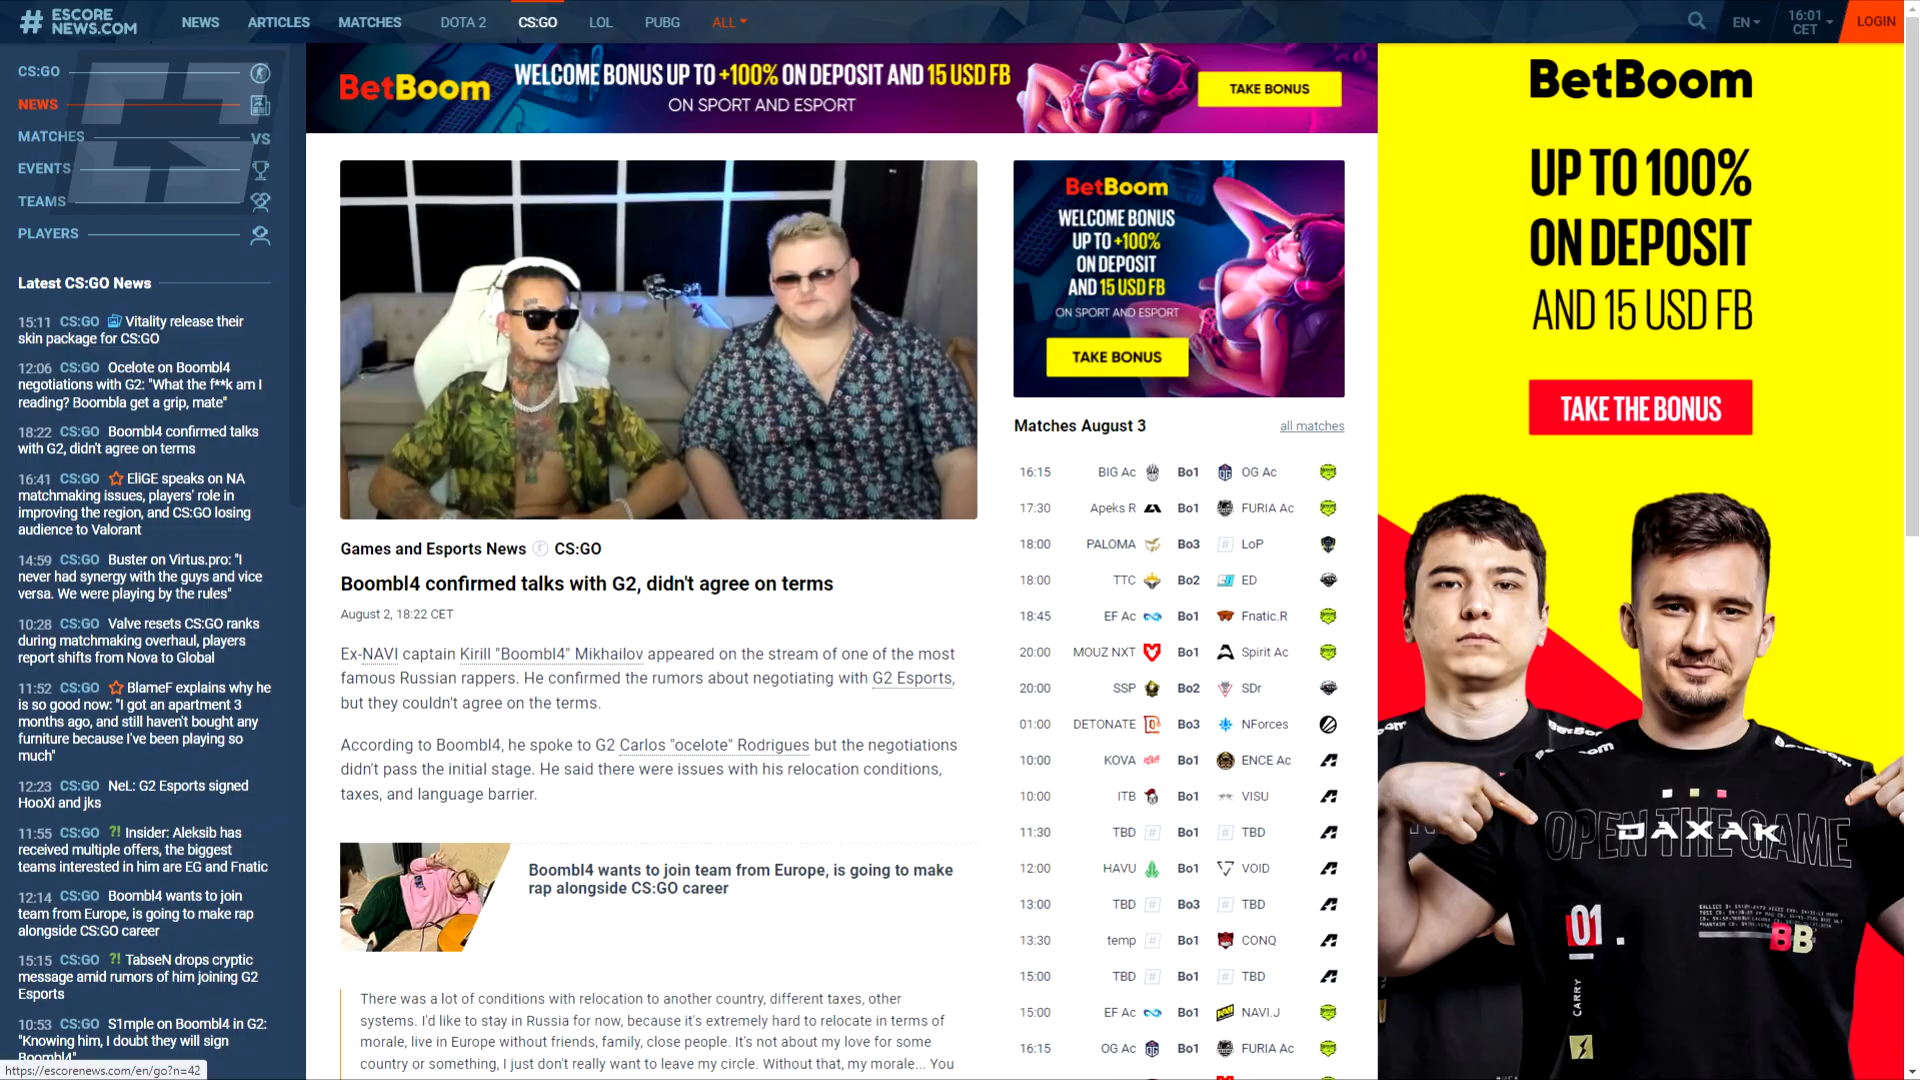 ESCORE
NEWS.COM
NEWS
ARTICLES
MATCHES
DOTA 2
CS:GO
LOL
PUBG
ALL
EN
16:01
CET
LOGIN
CS:GO
NEWS
MATCHES
VS
EVENTS
TEAMS
PLAYERS
Latest CS:GO News
15:11 CS:GO Vitality release their
skin package for CS:GO
12:06 CS:GO Ocelote on Boombl4
negotiations with G2: "What the f**k am I
reading? Boombla get a grip, mate"
18:22 CS:GO Boombl4 confirmed talks
with G2, didn't agree on terms
16:41 CS:GO EliGE speaks on NA
matchmaking issues, players' role in
improving the region, and CS:GO losing
audience to Valorant
14:59 CS:GO Buster on Virtus.pro: "I
never had synergy with the guys and vice
versa. We were playing by the rules"
10:28 CS:GO Valve resets CS:GO ranks
during matchmaking overhaul, players
report shifts from Nova to Global
11:52 CS:GO BlameF explains why he
is so good now: "I got an apartment 3
months ago, and still haven't bought any
furniture because I've been playing so
much"
12:23 CS:GO NeL: G2 Esports signed
HooXi and jks
11:55 CS:GO ?! Insider: Aleksib has
received multiple offers, the biggest
teams interested in him are EG and Fnatic
12:14 CS:GO Boombl4 wants to join
team from Europe, is going to make rap
alongside CS:GO career
15:15 CS:GO ?! TabseN drops cryptic
message amid rumors of him joining G2
Esports
10:53 CS:GO S1mple on Boombl4 in G2:
"Knowing him, I doubt they will sign
Boombl4"
https://escorenews.com/en/go?n=42
BetBoom
WELCOME BONUS UP TO +100% ON DEPOSIT AND 15 USD FB
ON SPORT AND ESPORT
TAKE BONUS
Games and Esports News CS:GO
Boombl4 confirmed talks with G2, didn't agree on terms
August 2, 18:22 CET
Ex-NAVI captain Kirill "Boombl4" Mikhailov appeared on the stream of one of the most
famous Russian rappers. He confirmed the rumors about negotiating with G2 Esports,
but they couldn't agree on the terms.
According to Boombl4, he spoke to G2 Carlos "ocelote" Rodrigues but the negotiations
didn't pass the initial stage. He said there were issues with his relocation conditions,
taxes, and language barrier.
Boombl4 wants to join team from Europe, is going to make
rap alongside CS:GO career
There was a lot of conditions with relocation to another country, different taxes, other
systems. I'd like to stay in Russia for now, because it's extremely hard to relocate in terms of
morale, live in Europe without friends, family, close people. It's not about my love for some
country or something, I just don't really want to leave my circle. Without that, my morale... You
BetBoom
WELCOME BONUS
UP TO +100%
ON DEPOSIT
AND 15 USD FB
ON SPORT AND ESPORT
TAKE BONUS
Matches August 3
all matches
16:15 BIG Ac Bo1 OG Ac
17:30 Apeks R Bo1 FURIA Ac
18:00 PALOMA Bo3 # LoP
18:00 TTC Bo2 ED
18:45 EF Ac Bo1 Fnatic.R
20:00 MOUZ NXT Bo1 Spirit Ac
20:00 SSP Bo2 SDr
01:00 DETONATE Bo3 NForces
10:00 KOVA Bo1 ENCE Ac
10:00 ITB Bo1 VISU
11:30 TBD # Bo1 # TBD
12:00 HAVU Bo1 VOID
13:00 TBD # Bo3 # TBD
13:30 temp # Bo1 CONQ
15:00 TBD # Bo1 # TBD
15:00 EF Ac Bo1 NAVI.J
16:15 OG Ac Bo1 FURIA Ac
BetBoom
UP TO 100%
ON DEPOSIT
AND 15 USD FB
TAKE THE BONUS
OPEN THE GAME
DAXAK
01.
BB
CARRY